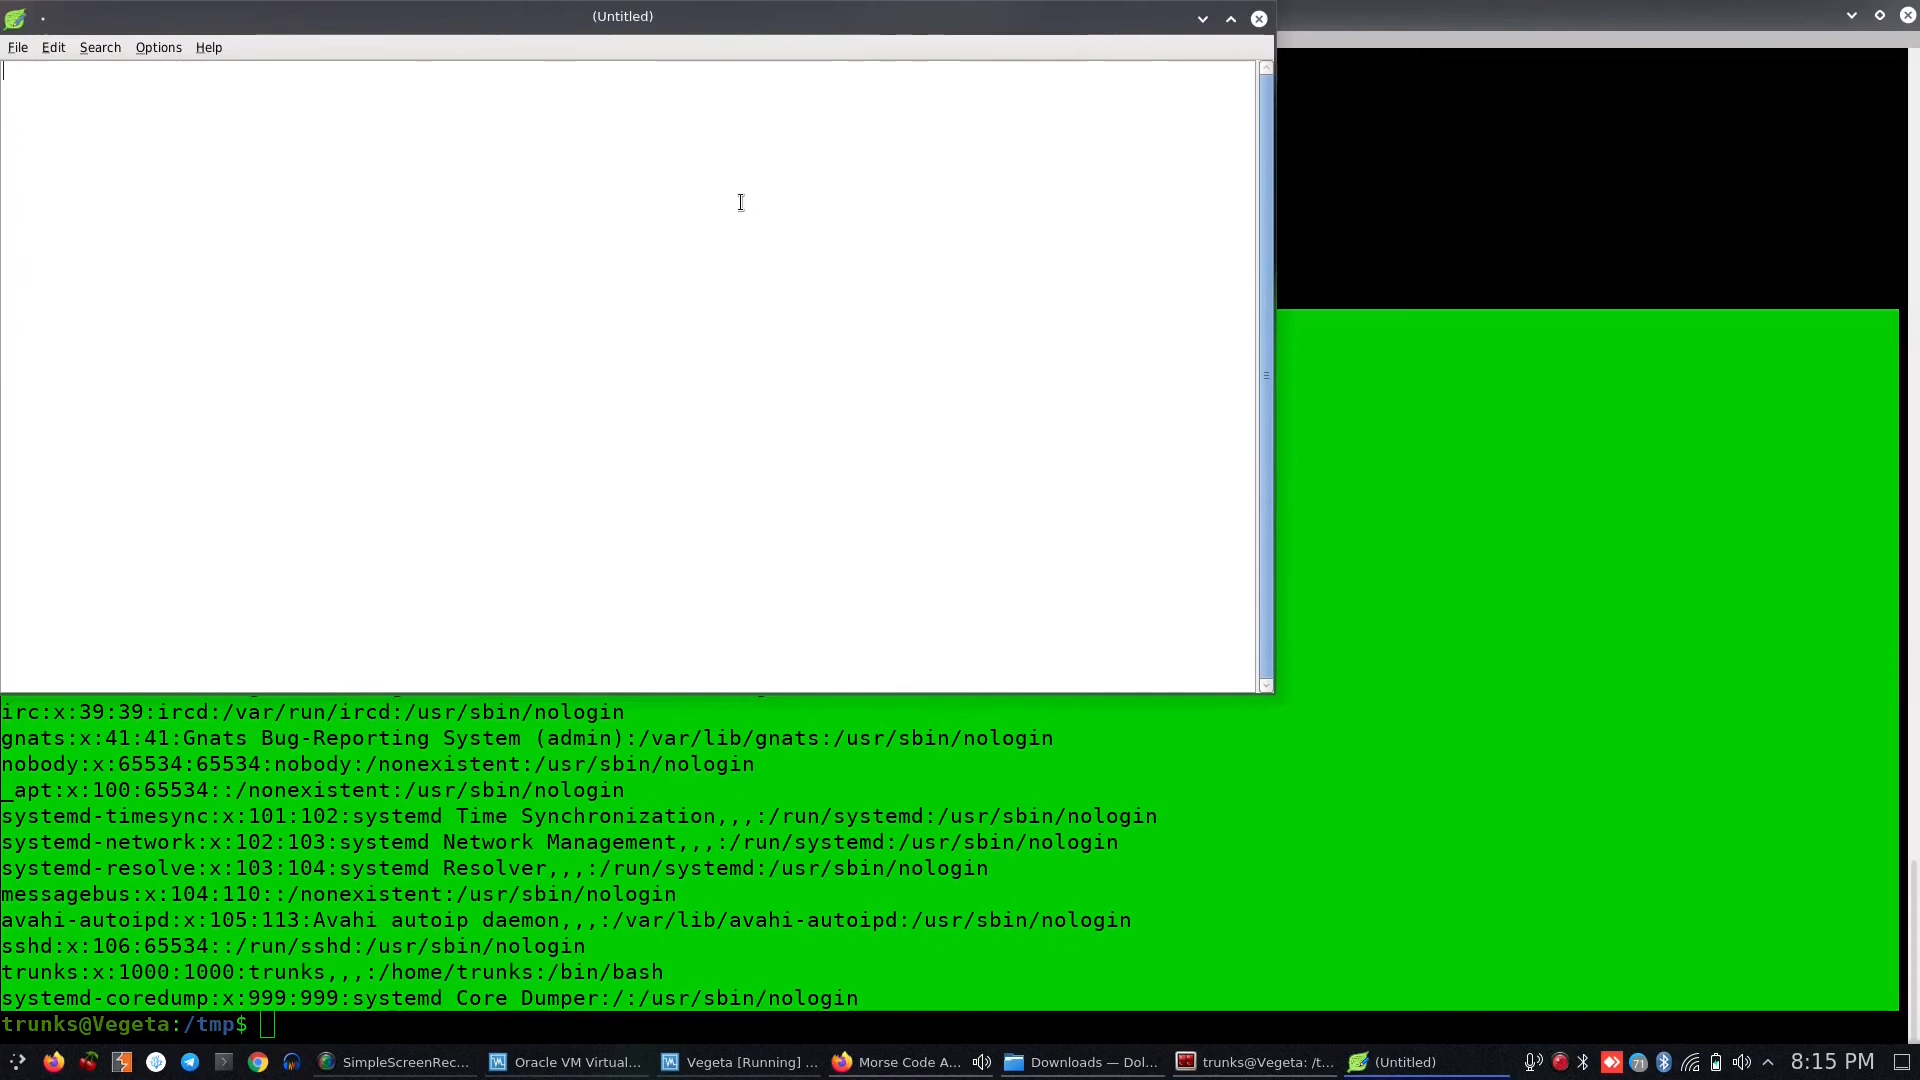 (Untitled)
File Edit Search Options Help
irc:x:39:39:ircd:/var/run/ircd:/usr/sbin/nologin
gnats:x:41:41:Gnats Bug-Reporting System (admin):/var/lib/gnats:/usr/sbin/nologin
nobody:x:65534:65534:nobody:/nonexistent:/usr/sbin/nologin
_apt:x:100:65534::/nonexistent:/usr/sbin/nologin
systemd-timesync:x:101:102:systemd Time Synchronization,,,:/run/systemd:/usr/sbin/nologin
systemd-network:x:102:103:systemd Network Management,,,:/run/systemd:/usr/sbin/nologin
systemd-resolve:x:103:104:systemd Resolver,,,:/run/systemd:/usr/sbin/nologin
messagebus:x:104:110::/nonexistent:/usr/sbin/nologin
avahi-autoipd:x:105:113:Avahi autoip daemon,,,:/var/lib/avahi-autoipd:/usr/sbin/nologin
sshd:x:106:65534::/run/sshd:/usr/sbin/nologin
trunks:x:1000:1000:trunks,,,:/home/trunks:/bin/bash
systemd-coredump:x:999:999:systemd Core Dumper:/:/usr/sbin/nologin
trunks@Vegeta:/tmp$
SimpleScreenRec... Oracle VM Virtual... Vegeta [Running] ... Morse Code A... Downloads — Dol... trunks@Vegeta: /t... (Untitled) 71 8:15 PM